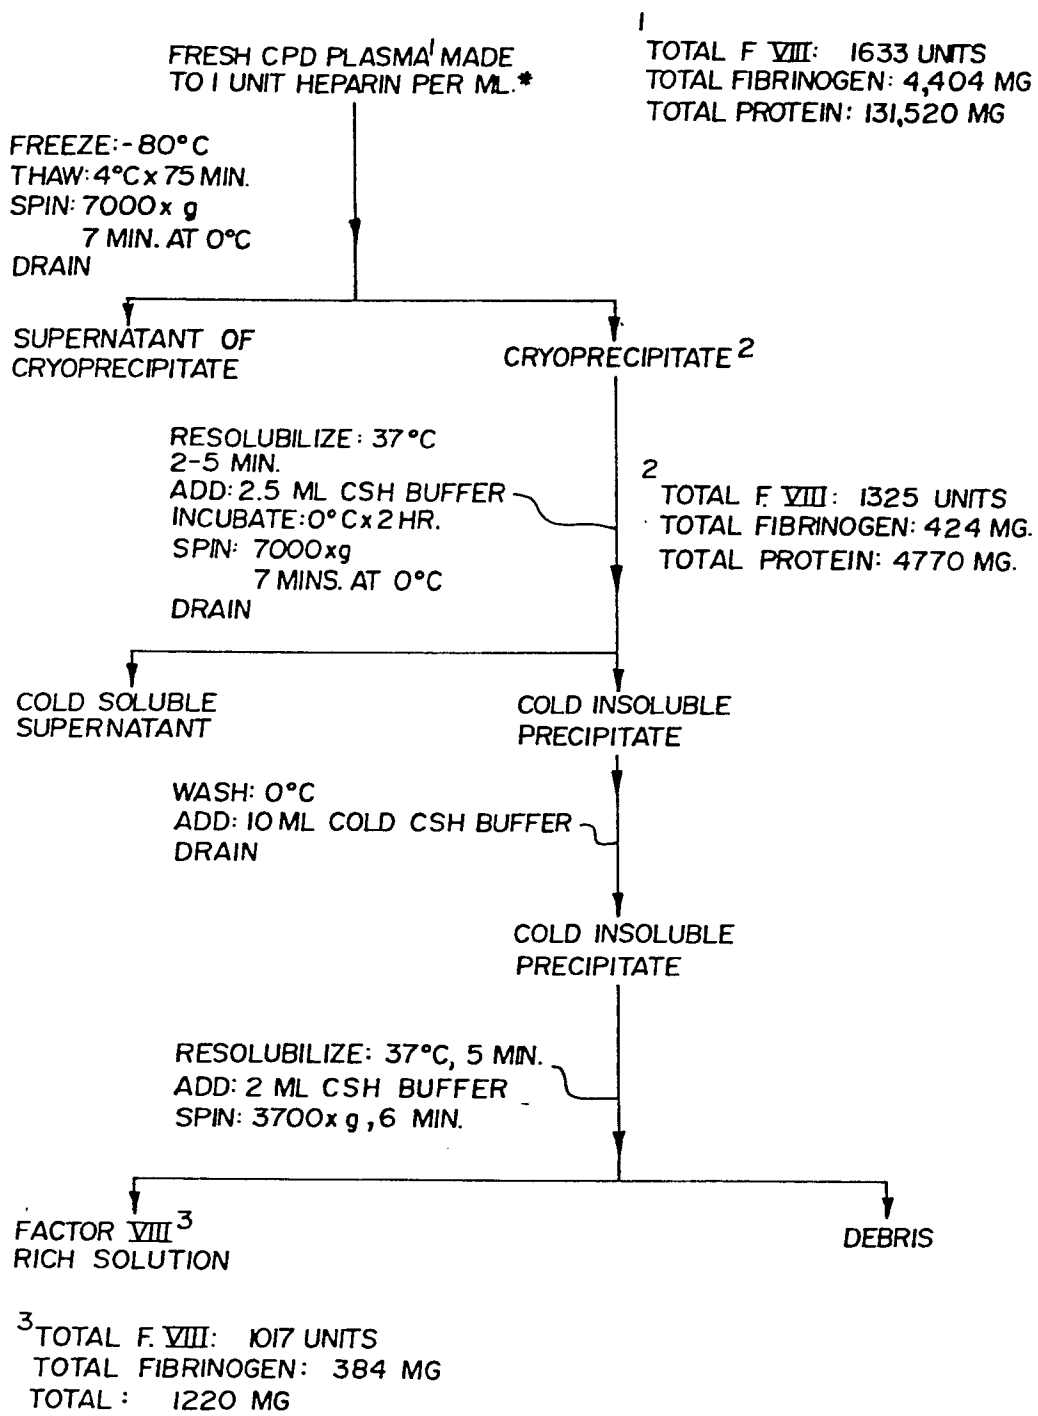 FRESH CPD PLASMA¹ MADE
TO 1 UNIT HEPARIN PER ML.*
1
TOTAL F VIII: 1633 UNITS
TOTAL FIBRINOGEN: 4,404 MG
TOTAL PROTEIN: 131,520 MG
FREEZE:-80°C
THAW: 4°C x 75 MIN.
SPIN: 7000 x g
7 MIN. AT 0°C
DRAIN
SUPERNATANT OF
CRYOPRECIPITATE
CRYOPRECIPITATE²
RESOLUBILIZE: 37°C
2-5 MIN.
ADD: 2.5 ML CSH BUFFER
INCUBATE: 0°C x 2 HR.
SPIN: 7000xg
7 MINS. AT 0°C
DRAIN
2
TOTAL F. VIII: 1325 UNITS
TOTAL FIBRINOGEN: 424 MG.
TOTAL PROTEIN: 4770 MG.
COLD SOLUBLE
SUPERNATANT
COLD INSOLUBLE
PRECIPITATE
WASH: 0°C
ADD: 10 ML COLD CSH BUFFER
DRAIN
COLD INSOLUBLE
PRECIPITATE
RESOLUBILIZE: 37°C, 5 MIN.
ADD: 2 ML CSH BUFFER
SPIN: 3700x g, 6 MIN.
FACTOR VIII³
RICH SOLUTION
DEBRIS
³TOTAL F. VIII: 1017 UNITS
TOTAL FIBRINOGEN: 384 MG
TOTAL: 1220 MG